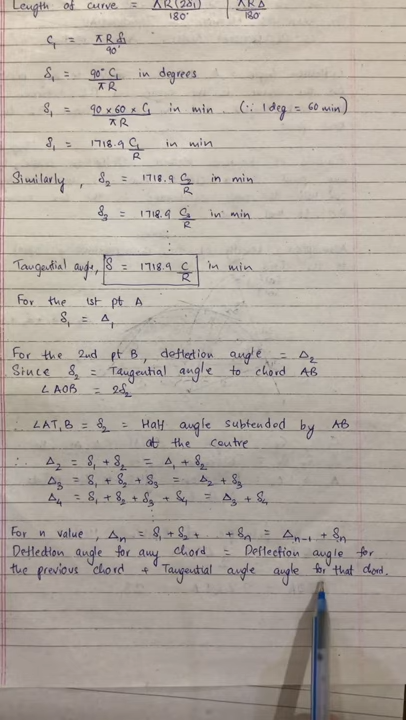 Length of curve = πR(2δ₁)/180° | πRΔ/180°
C₁ = πRδ₁/90°
δ₁ = 90° C₁/πR in degrees
δ₁ = 90 × 60 × C₁/πR in min (∵ 1 deg = 60 min)
δ₁ = 1718.9 C₁/R in min
Similarly, δ₂ = 1718.9 C₂/R in min
δ₃ = 1718.9 C₃/R in min
⋮
Tangential angle, δ = 1718.9 C/R in min
For the 1st pt A
δ₁ = Δ₁
For the 2nd pt B, deflection angle = Δ₂
Since δ₂ = Tangential angle to chord AB
∠AOB = 2δ₂
∴ ∠AT₁B = δ₂ = Half angle subtended by AB
at the centre
∴ Δ₂ = δ₁ + δ₂ = Δ₁ + δ₂
Δ₃ = δ₁ + δ₂ + δ₃ = Δ₂ + δ₃
Δ₄ = δ₁ + δ₂ + δ₃ + δ₄ = Δ₃ + δ₄
⋮
For n value, Δₙ = δ₁ + δ₂ + +δₙ = Δₙ₋₁ + δₙ
Deflection angle for any chord = Deflection angle for
the previous chord + Tangential angle angle for that chord.